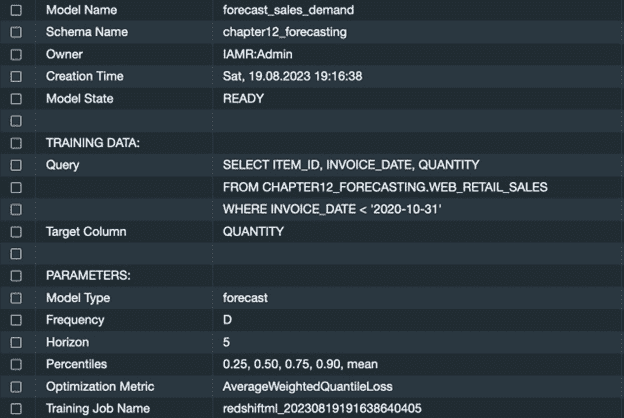 Model Name forecast_sales_demand
Schema Name chapter12_forecasting
Owner IAMR:Admin
Creation Time Sat, 19.08.2023 19:16:38
Model State READY
TRAINING DATA:
Query SELECT ITEM_ID, INVOICE_DATE, QUANTITY
FROM CHAPTER12_FORECASTING.WEB_RETAIL_SALES
WHERE INVOICE_DATE < '2020-10-31'
Target Column QUANTITY
PARAMETERS:
Model Type forecast
Frequency D
Horizon 5
Percentiles 0.25, 0.50, 0.75, 0.90, mean
Optimization Metric AverageWeightedQuantileLoss
Training Job Name redshiftml_20230819191638640405